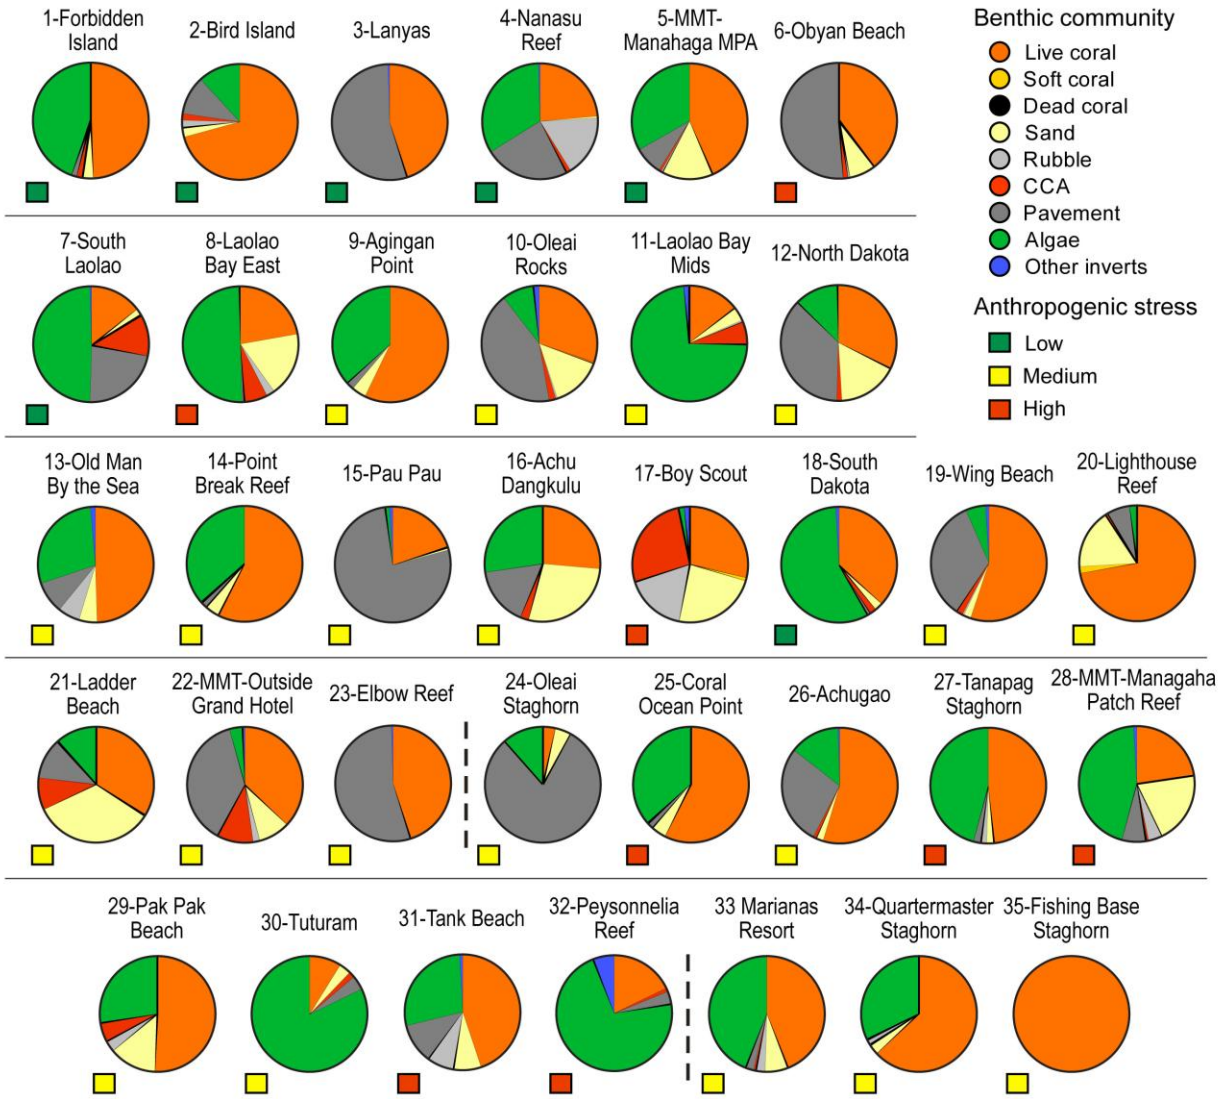 1-Forbidden
Island
2-Bird Island
3-Lanyas
4-Nanasu
Reef
5-MMT-
Manahaga MPA
6-Obyan Beach
Benthic community
Live coral
Soft coral
Dead coral
Sand
Rubble
CCA
Pavement
Algae
Other inverts
Anthropogenic stress
Low
Medium
High
7-South
Laolao
8-Laolao
Bay East
9-Agingan
Point
10-Oleai
Rocks
11-Laolao Bay
Mids
12-North Dakota
13-Old Man
By the Sea
14-Point
Break Reef
15-Pau Pau
16-Achu
Dangkulu
17-Boy Scout
18-South
Dakota
19-Wing Beach
20-Lighthouse
Reef
21-Ladder
Beach
22-MMT-Outside
Grand Hotel
23-Elbow Reef
24-Oleai
Staghorn
25-Coral
Ocean Point
26-Achugao
27-Tanapag
Staghorn
28-MMT-Managaha
Patch Reef
29-Pak Pak
Beach
30-Tuturam
31-Tank Beach
32-Peysonnelia
Reef
33 Marianas
Resort
34-Quartermaster
Staghorn
35-Fishing Base
Staghorn